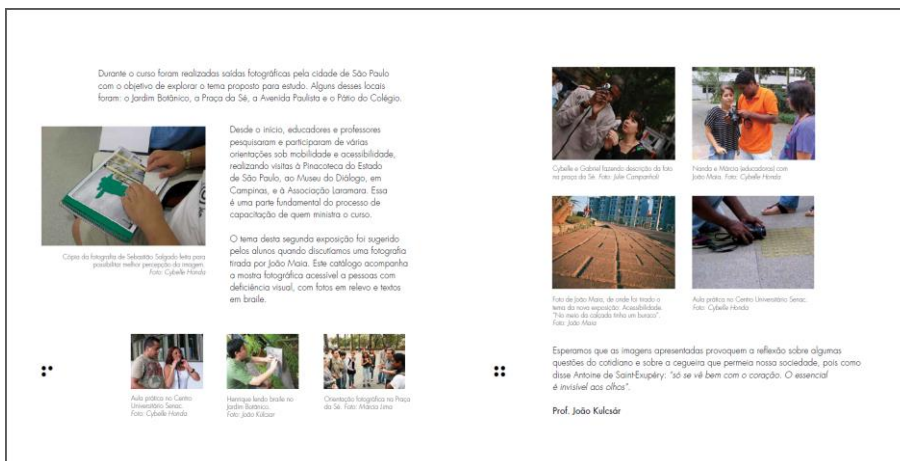 Durante o curso foram realizadas saídas fotográficas pela cidade de São Paulo
com o objetivo de explorar o tema proposto para estudo. Alguns desses locais
foram: o Jardim Botânico, a Praça da Sé, a Avenida Paulista e o Pátio do Colégio.
Desde o início, educadores e professores
pesquisaram e participaram de várias
orientações sob mobilidade e acessibilidade,
realizando visitas à Pinacoteca do Estado
de São Paulo, ao Museu do Diálogo, em
Campinas, e à Associação Laramara. Essa
é uma parte fundamental do processo de
capacitação de quem ministra o curso.
O tema desta segunda exposição foi sugerido
pelos alunos quando discutíamos uma fotografia
tirada por João Maia. Este catálogo acompanha
a mostra fotográfica acessível a pessoas com
deficiência visual, com fotos em relevo e textos
em braile.
Cópia da fotografia de Sebastião Salgado feita para
possibilitar melhor percepção da imagem.
Foto: Cybelle Honda
Aula prática no Centro
Universitário Senac
Foto: Cybelle Honda
Henrique lendo braile no
Jardim Botânico.
Foto: João Kulcsar
Orientação fotográfica na Praça
da Sé. Foto: Márcia Lima
Cybelle e Gabriel fazendo descrição da foto
na praça da Sé. Foto: Julie Campanholi
Nanda e Márcia (educadoras) com
João Maia. Foto: Cybelle Honda
Foto de João Maia, de onde foi tirado o
tema da nova exposição: Acessibilidade.
"No meio da calçada tinha um buraco".
Foto: João Maia
Aula prática no Centro Universitário Senac.
Foto: Cybelle Honda
Esperamos que as imagens apresentadas provoquem a reflexão sobre algumas
questões do cotidiano e sobre a cegueira que permeia nossa sociedade, pois como
disse Antoine de Saint-Exupéry: "só se vê bem com o coração. O essencial
é invisível aos olhos".
Prof. João Kulcsár